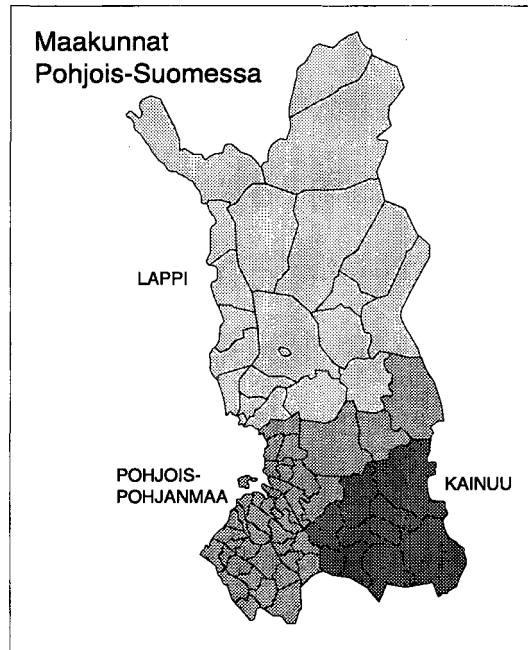 Maakunnat
Pohjois-Suomessa
LAPPI
POHJOIS-
POHJANMAA
KAINUU